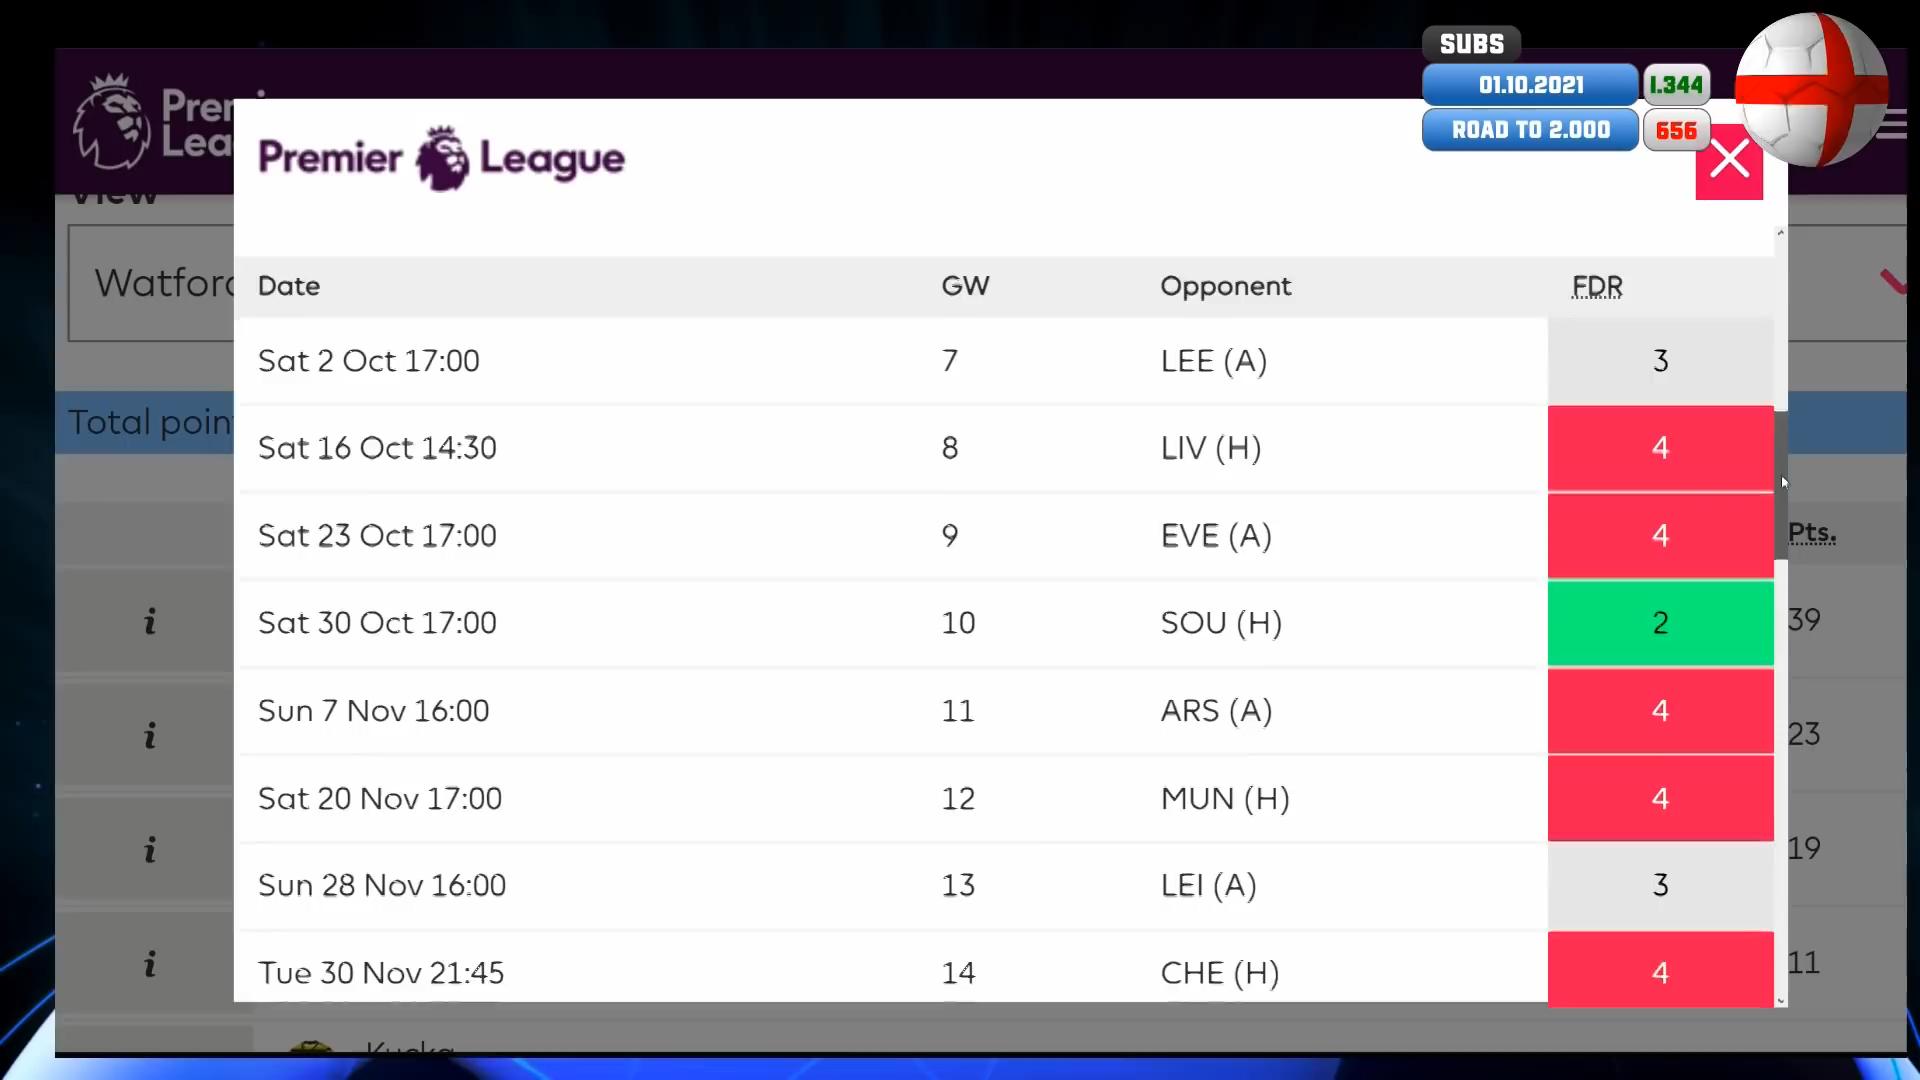 SUBS
01.10.2021 1.344
ROAD TO 2.000 656
Premier League
View
Watford
Total point
Date GW Opponent FDR
Sat 2 Oct 17:00 7 LEE (A) 3
Sat 16 Oct 14:30 8 LIV (H) 4
Sat 23 Oct 17:00 9 EVE (A) 4
Pts.
Sat 30 Oct 17:00 10 SOU (H) 2
39
Sun 7 Nov 16:00 11 ARS (A) 4
23
Sat 20 Nov 17:00 12 MUN (H) 4
19
Sun 28 Nov 16:00 13 LEI (A) 3
Tue 30 Nov 21:45 14 CHE (H) 4
11
Kucka